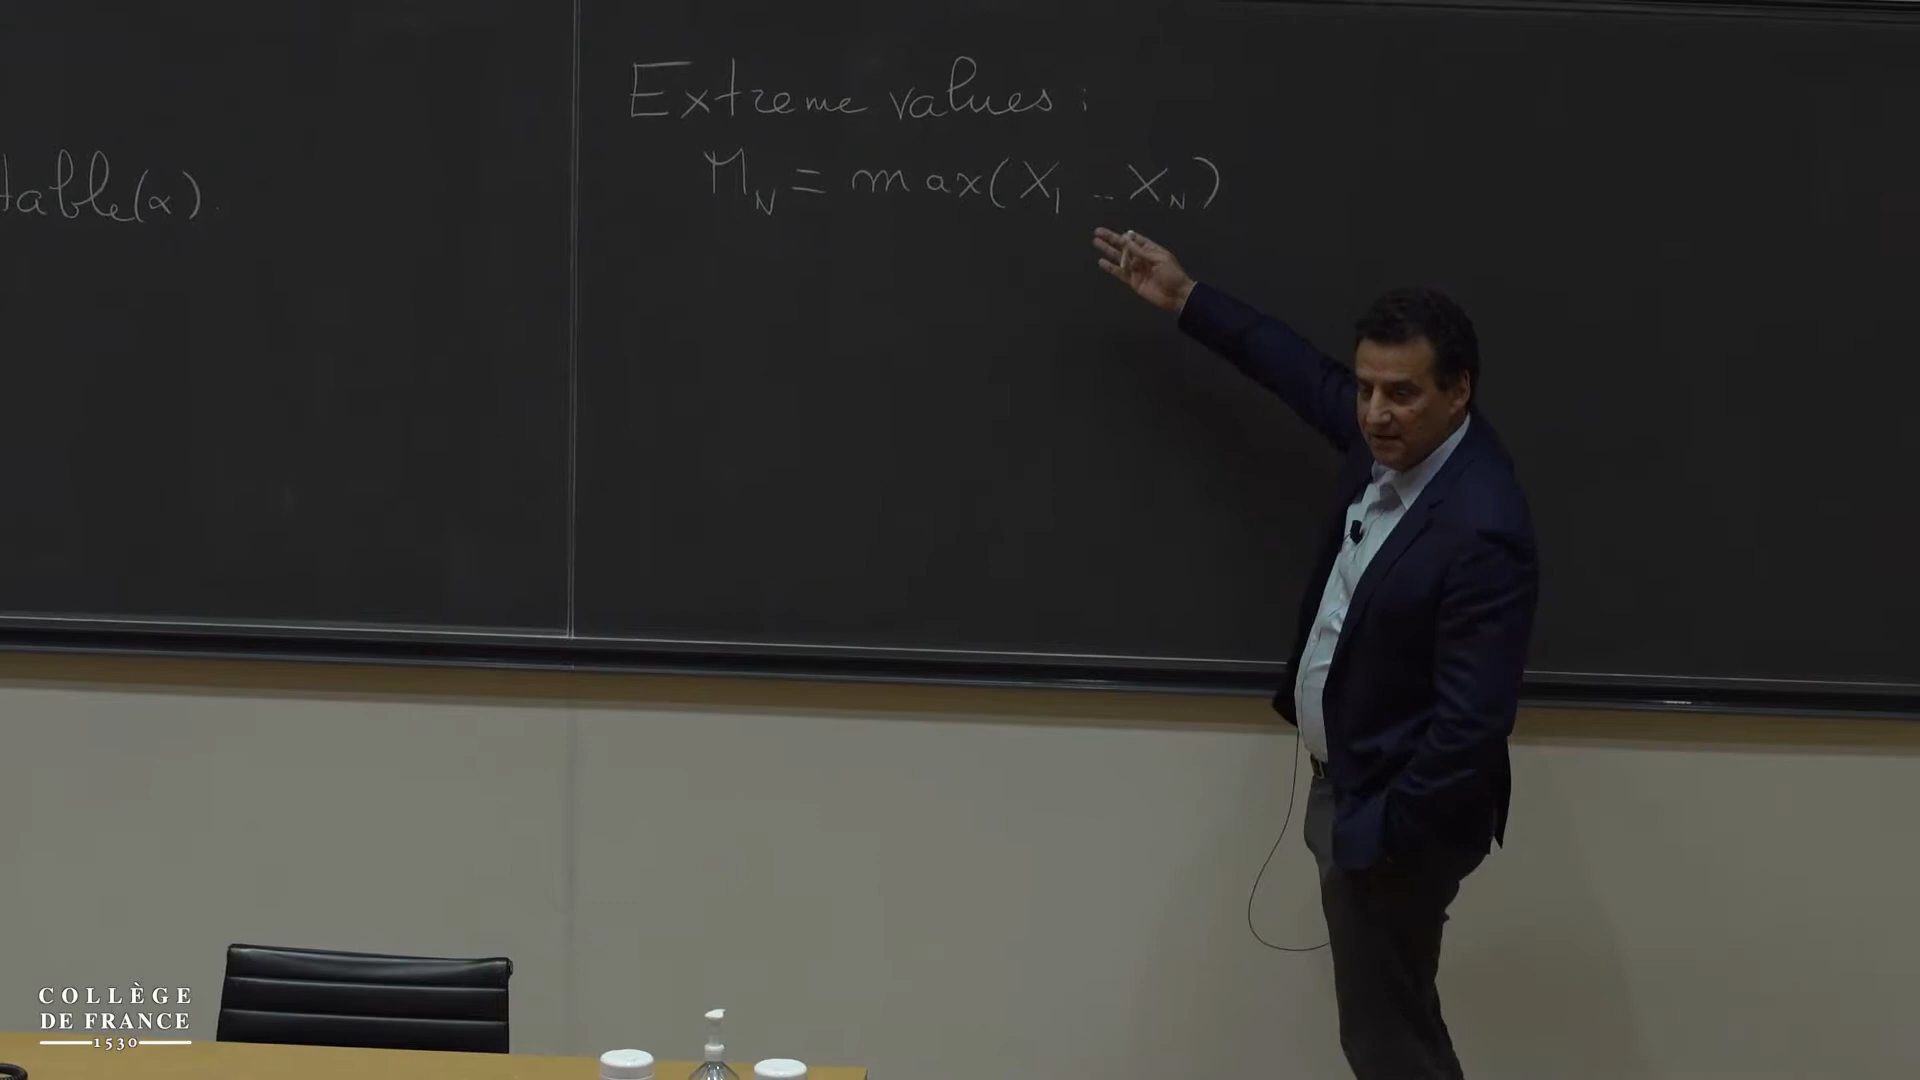 Extreme values:
M_N = max(X_1 .. X_N)
table(α).
COLLÈGE
DE FRANCE
1530